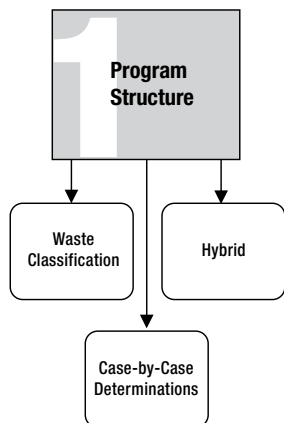 1
Program
Structure
Waste
Classification
Hybrid
Case-by-Case
Determinations